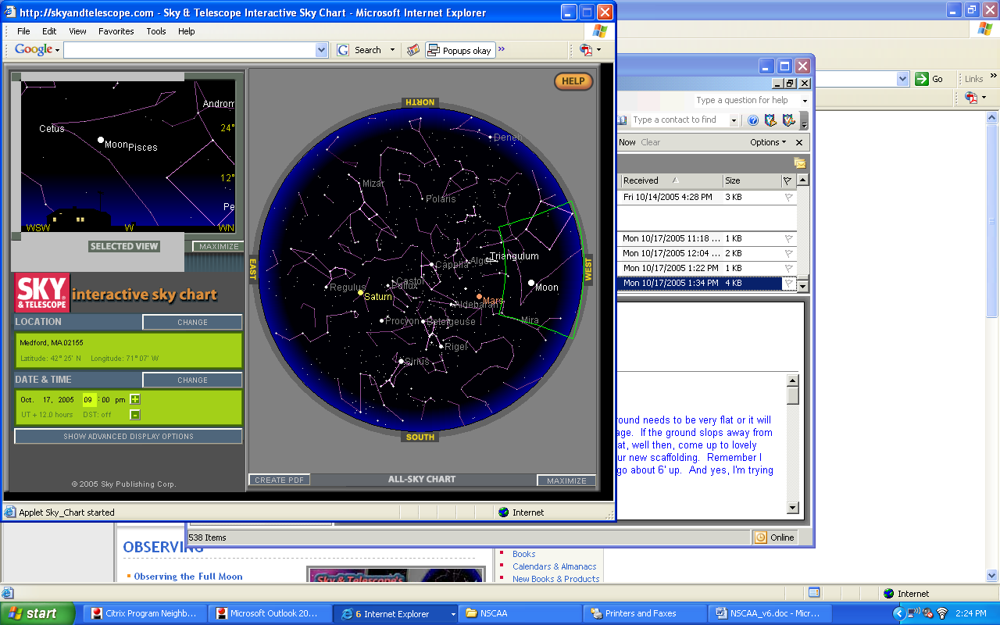 http://skyandtelescope.com - Sky & Telescope Interactive Sky Chart - Microsoft Internet Explorer
File Edit View Favorites Tools Help
Google Search Popups okay »
HELP
Androm
Cetus
24°
Moon Pisces
12°
Pe
WSW W WN
SELECTED VIEW MAXIMIZE
SKY & TELESCOPE interactive sky chart
LOCATION CHANGE
Medford, MA 02155
Latitude: 42° 25' N Longitude: 71° 07' W
DATE & TIME CHANGE
Oct. 17, 2005 09 : 00 pm +
UT + 12.0 hours DST: off -
SHOW ADVANCED DISPLAY OPTIONS
© 2005 Sky Publishing Corp.
NORTH
Deneb
Mizar
Polaris
Triangulum
Algol
Capella
EAST
WEST
Castor
Pollux
Regulus
Moon
Saturn
Mars
Aldebaran
Procyon
Betelgeuse
Mira
Rigel
Sirius
SOUTH
CREATE PDF ALL-SKY CHART MAXIMIZE
Applet Sky_Chart started Internet
Go Links »
Type a question for help
Type a contact to find
Now Clear Options
Received Size
Fri 10/14/2005 4:28 PM 3 KB
Mon 10/17/2005 11:18 ... 1 KB
Mon 10/17/2005 12:04 ... 2 KB
Mon 10/17/2005 1:22 PM 1 KB
Mon 10/17/2005 1:34 PM 4 KB
round needs to be very flat or it will
age. If the ground slops away from
at, well then, come up to lovely
ur new scaffolding. Remember I
go about 6' up. And yes, I'm trying
538 Items Online
OBSERVING
Observing the Full Moon
Sky & Telescope's
Books
Calendars & Almanacs
New Books & Products
Internet
start Citrix Program Neighb... Microsoft Outlook 20... 6 Internet Explorer NSCAA Printers and Faxes NSCAA_v6.doc - Micr... 2:24 PM